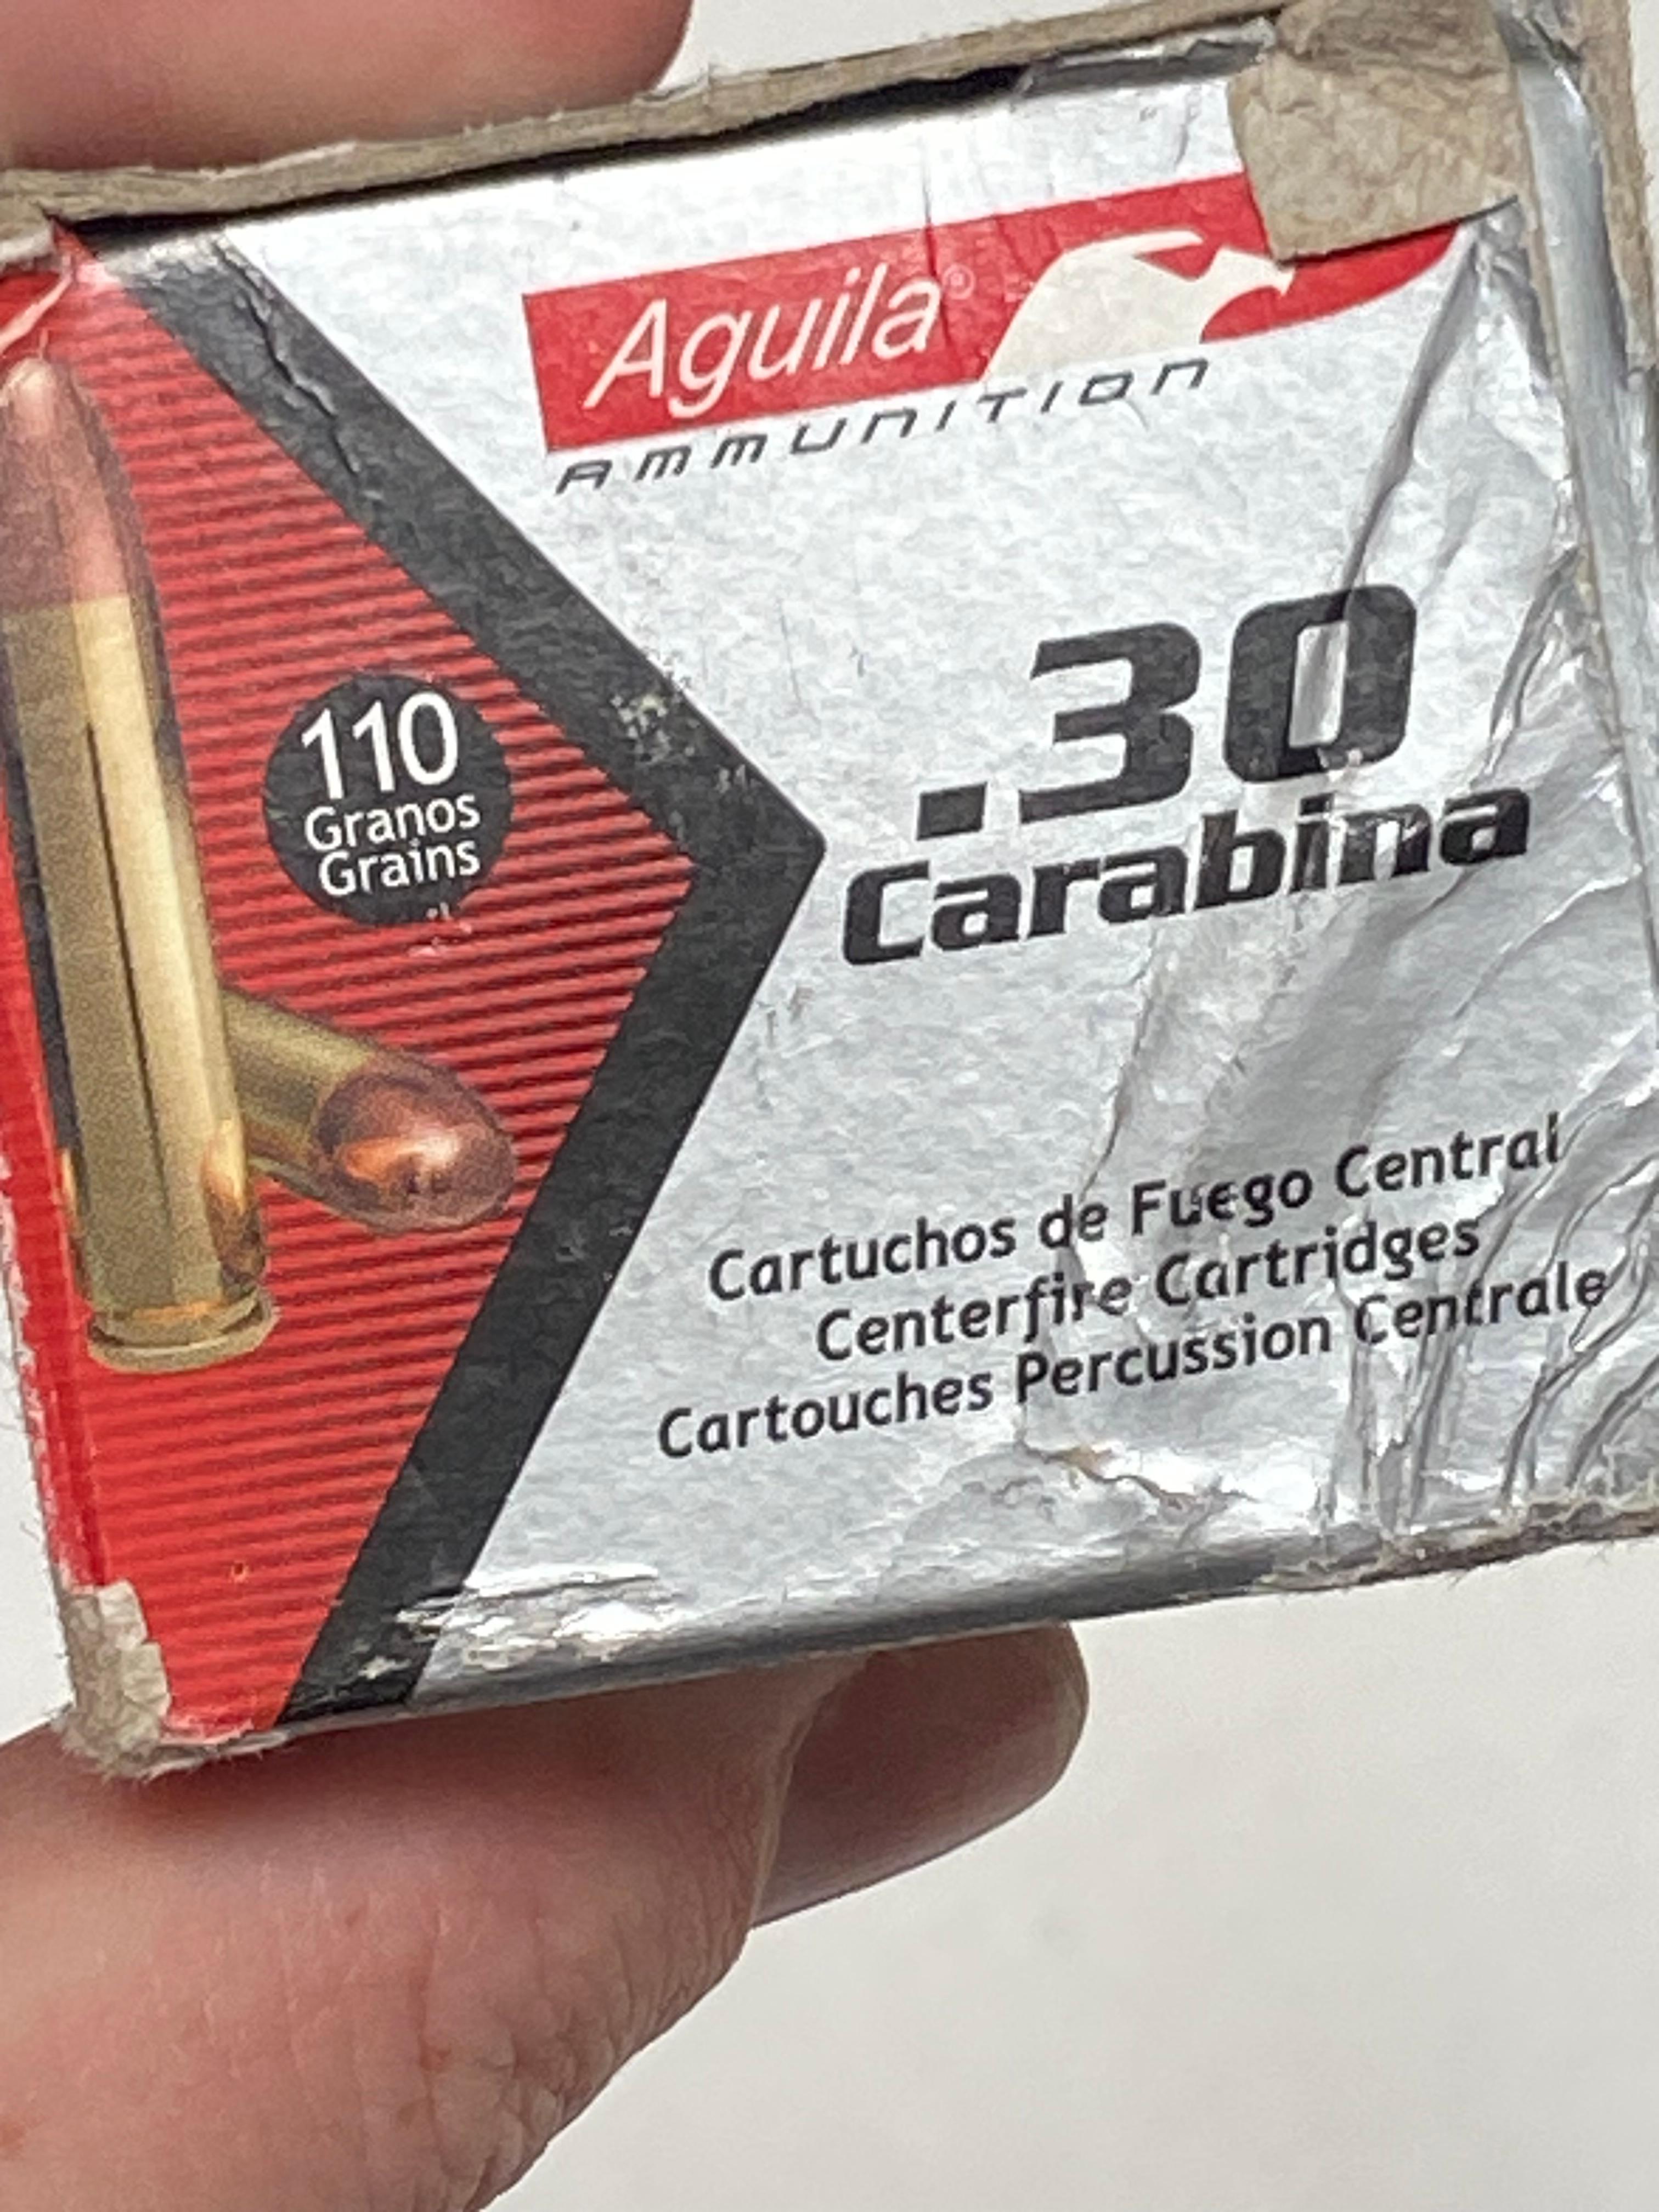 Aguila®
AMMUNITION
.30
Carabina
110
Granos
Grains
Cartuchos de Fuego Central
Centerfire Cartridges
Cartouches Percussion Centrale